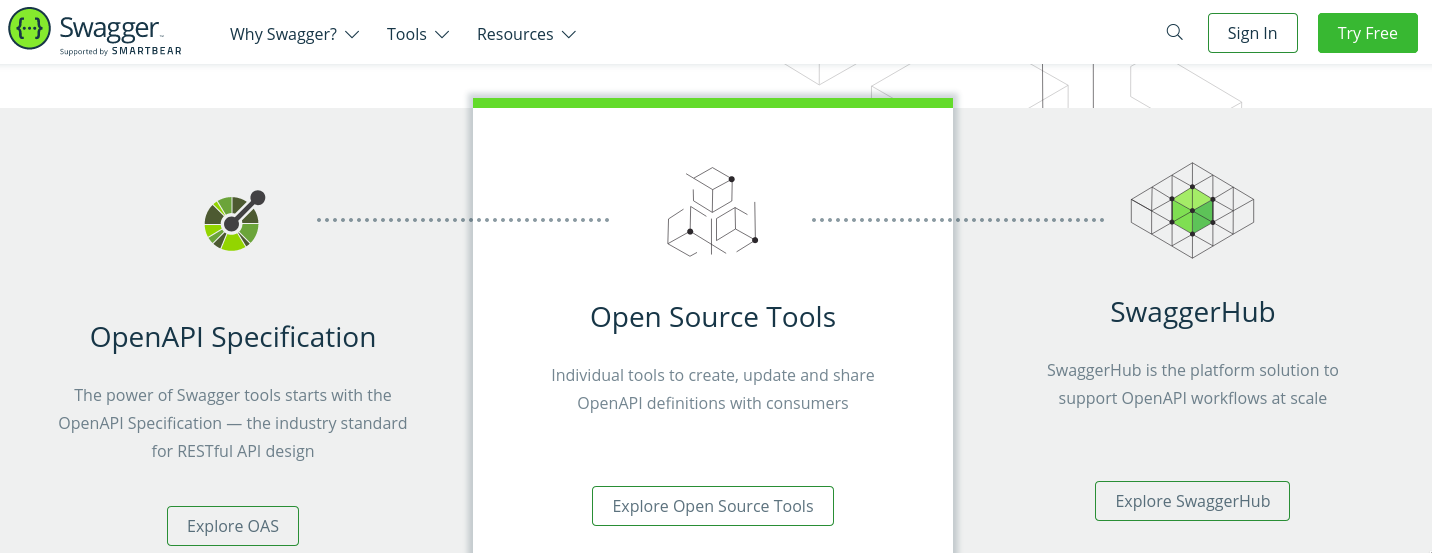 {···} Swagger™
Supported by SMARTBEAR
Why Swagger?
Tools
Resources
Sign In
Try Free
OpenAPI Specification
The power of Swagger tools starts with the
OpenAPI Specification — the industry standard
for RESTful API design
Explore OAS
Open Source Tools
Individual tools to create, update and share
OpenAPI definitions with consumers
Explore Open Source Tools
SwaggerHub
SwaggerHub is the platform solution to
support OpenAPI workflows at scale
Explore SwaggerHub